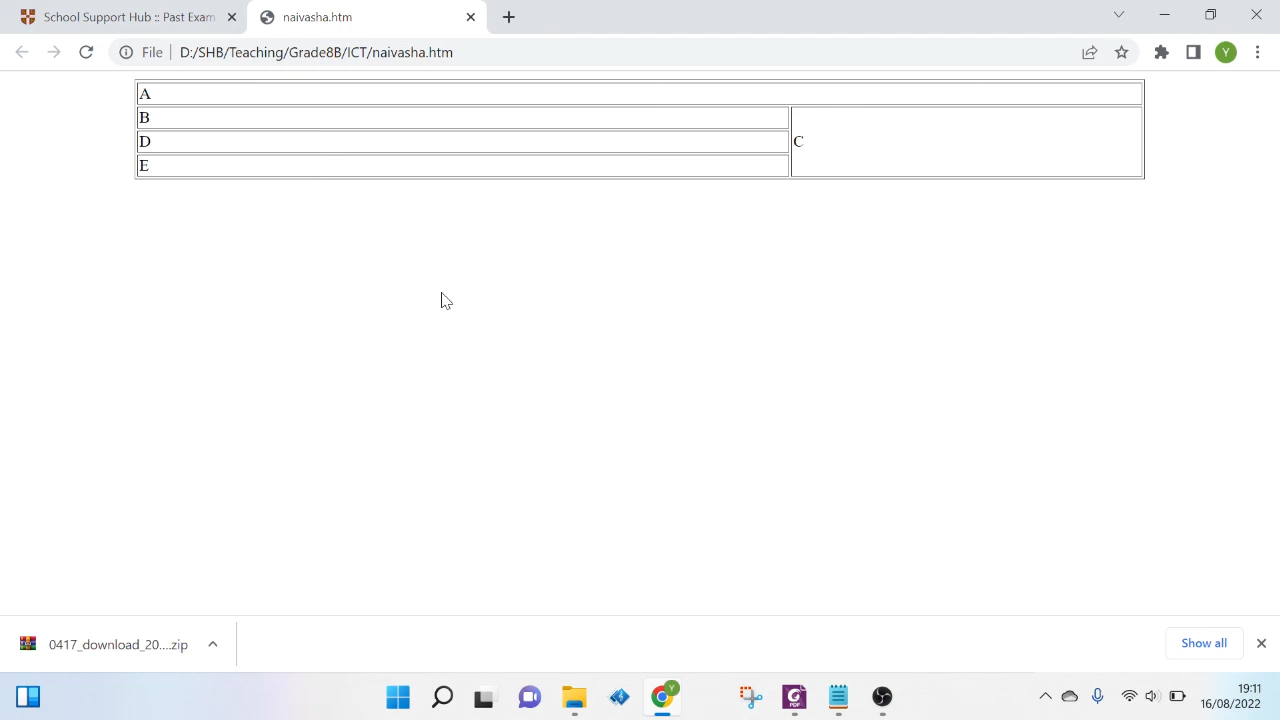 School Support Hub :: Past Exam
naivasha.htm
File
D:/SHB/Teaching/Grade8B/ICT/naivasha.htm
Y
A
B
D
E
C
0417_download_20....zip
Show all
Y
PDF
19:11
16/08/2022